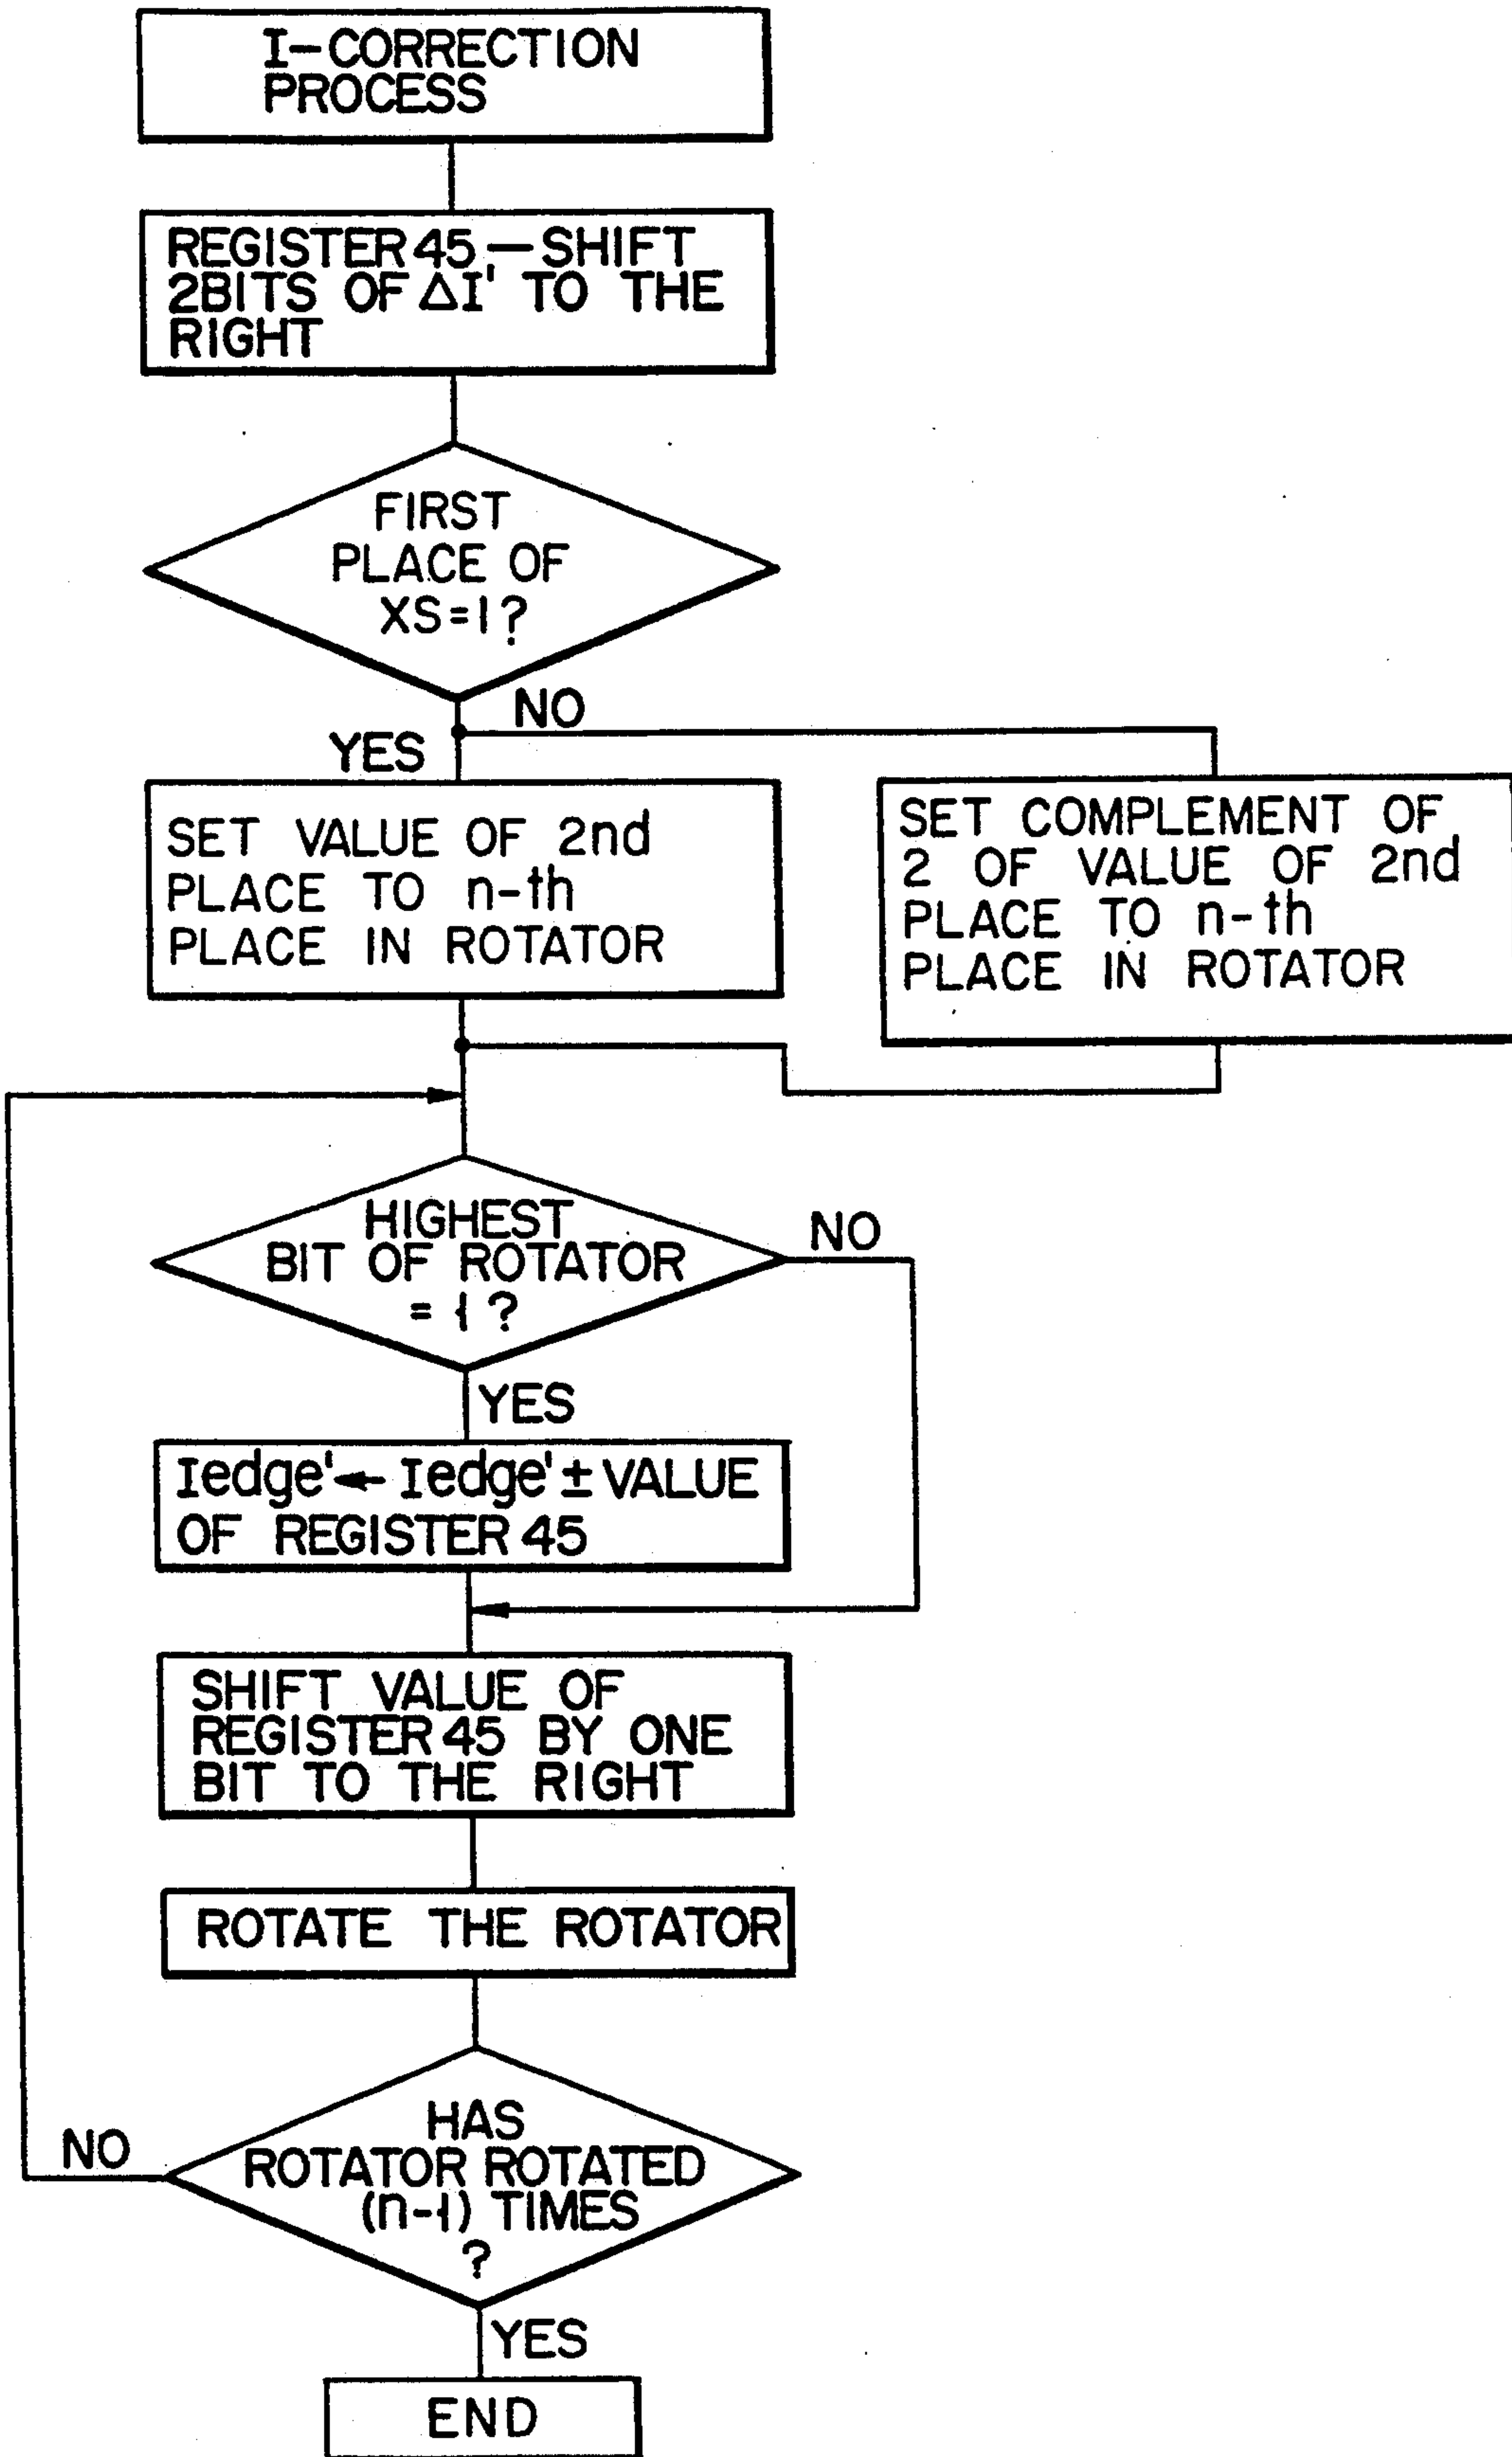 I-CORRECTION
PROCESS
REGISTER 45 — SHIFT
2BITS OF ΔI' TO THE
RIGHT
FIRST
PLACE OF
XS=1?
NO
YES
SET VALUE OF 2nd
PLACE TO n-th
PLACE IN ROTATOR
SET COMPLEMENT OF
2 OF VALUE OF 2nd
PLACE TO n-th
PLACE IN ROTATOR
HIGHEST
BIT OF ROTATOR
= 1 ?
NO
YES
Iedge' ← Iedge' ± VALUE
OF REGISTER 45
SHIFT VALUE OF
REGISTER 45 BY ONE
BIT TO THE RIGHT
ROTATE THE ROTATOR
HAS
ROTATOR ROTATED
(n-1) TIMES
?
NO
YES
END